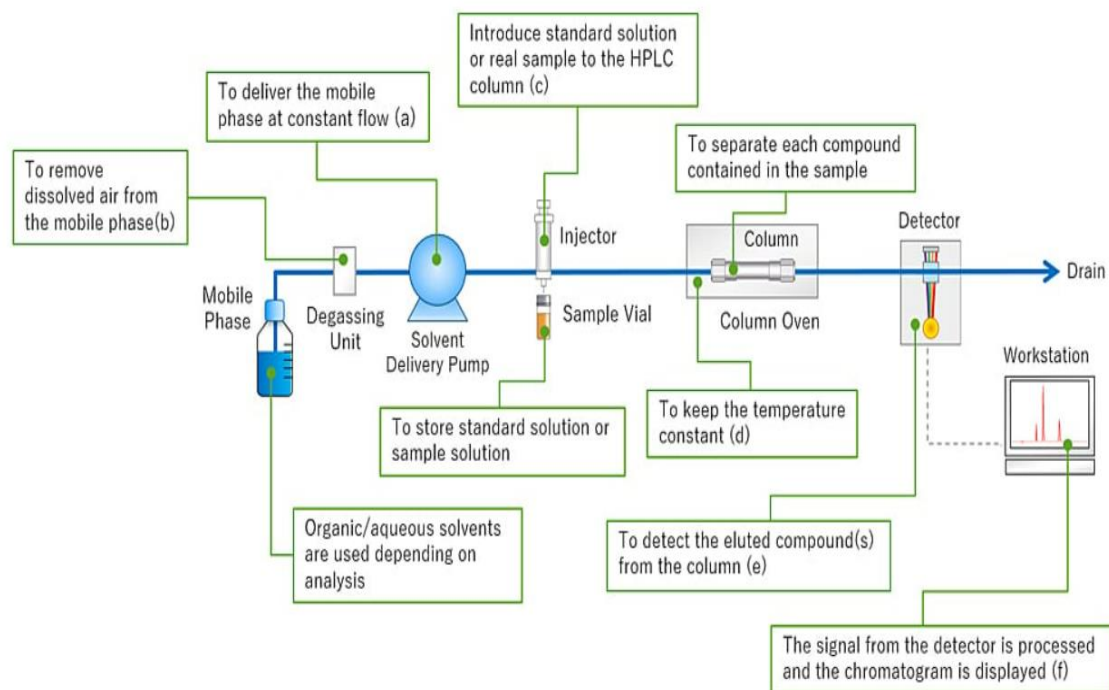 Introduce standard solution
or real sample to the HPLC
column (c)
To deliver the mobile
phase at constant flow (a)
To separate each compound
contained in the sample
To remove
dissolved air from
the mobile phase(b)
Detector
Injector
Column
Drain
Mobile
Phase
Degassing
Unit
Sample Vial
Column Oven
Solvent
Delivery Pump
Workstation
To store standard solution or
sample solution
To keep the temperature
constant (d)
Organic/aqueous solvents
are used depending on
analysis
To detect the eluted compound(s)
from the column (e)
The signal from the detector is processed
and the chromatogram is displayed (f)